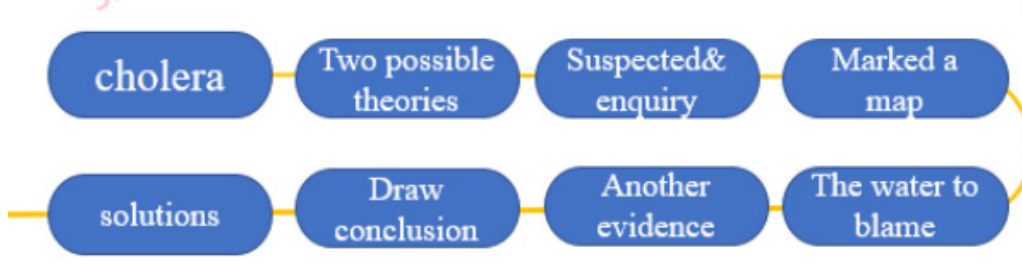 cholera
Two possible
theories
Suspected&
enquiry
Marked a
map
The water to
blame
Another
evidence
Draw
conclusion
solutions